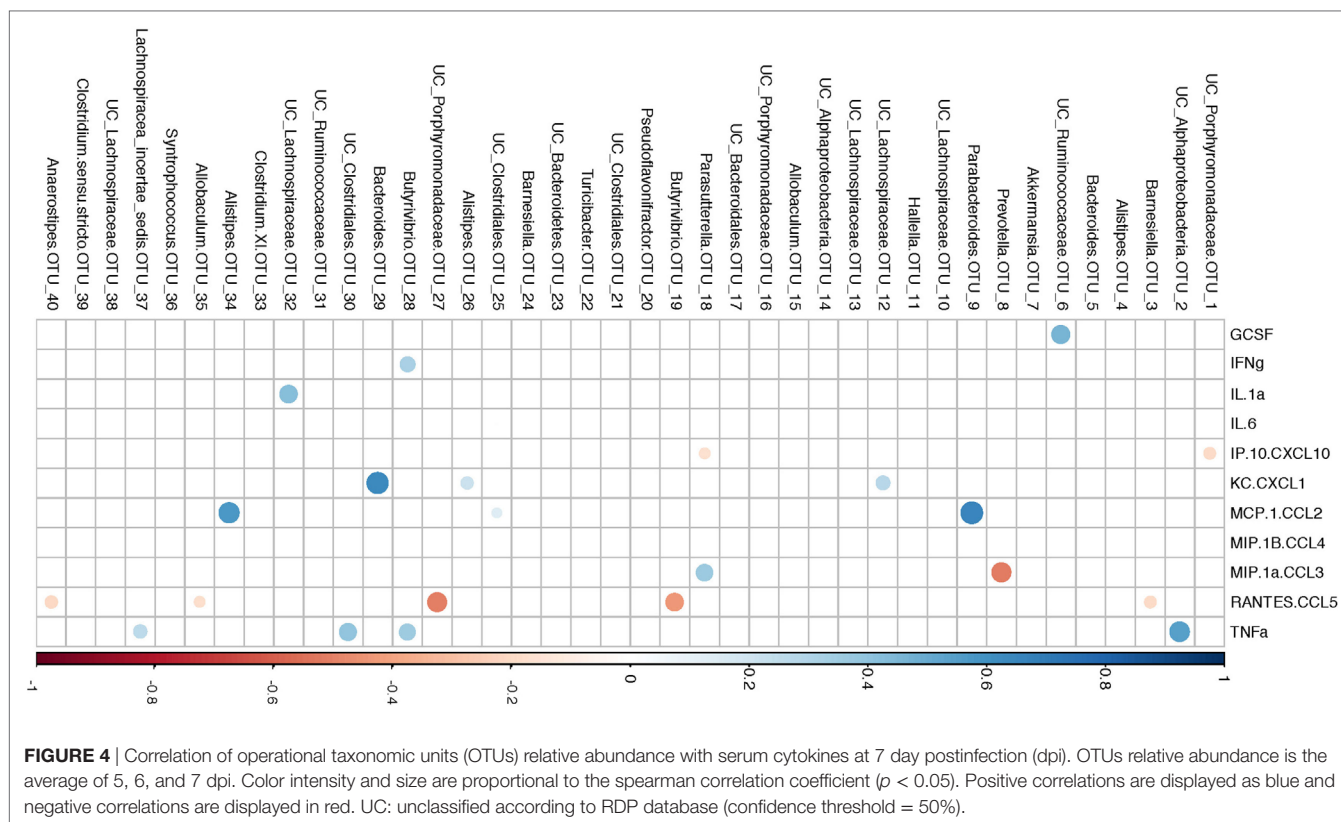 UC_Porphyromonadaceae.OTU_1
UC_Alphaproteobacteria.OTU_2
Barnesiella.OTU_3
Alistipes.OTU_4
Bacteroides.OTU_5
UC_Ruminococcaceae.OTU_6
Akkermansia.OTU_7
Prevotella.OTU_8
Parabacteroides.OTU_9
UC_Lachnospiraceae.OTU_10
Hallella.OTU_11
UC_Lachnospiraceae.OTU_12
UC_Lachnospiraceae.OTU_13
UC_Alphaproteobacteria.OTU_14
Allobaculum.OTU_15
UC_Porphyromonadaceae.OTU_16
UC_Bacteroidales.OTU_17
Parasutterella.OTU_18
Butyrivibrio.OTU_19
Pseudoflavonifractor.OTU_20
UC_Clostridiales.OTU_21
Turicibacter.OTU_22
UC_Bacteroidetes.OTU_23
Barnesiella.OTU_24
UC_Clostridiales.OTU_25
Alistipes.OTU_26
UC_Porphyromonadaceae.OTU_27
Butyrivibrio.OTU_28
Bacteroides.OTU_29
UC_Clostridiales.OTU_30
UC_Ruminococcaceae.OTU_31
UC_Lachnospiraceae.OTU_32
Clostridium.XI.OTU_33
Alistipes.OTU_34
Allobaculum.OTU_35
Syntrophococcus.OTU_36
Lachnospiracea_incertae_sedis.OTU_37
UC_Lachnospiraceae.OTU_38
Clostridium.sensu.stricto.OTU_39
Anaerostipes.OTU_40
GCSF
IFNg
IL.1a
IL.6
IP.10.CXCL10
KC.CXCL1
MCP.1.CCL2
MIP.1B.CCL4
MIP.1a.CCL3
RANTES.CCL5
TNFa
-1
-0.8
-0.6
-0.4
-0.2
0
0.2
0.4
0.6
0.8
1
FIGURE 4 | Correlation of operational taxonomic units (OTUs) relative abundance with serum cytokines at 7 day postinfection (dpi). OTUs relative abundance is the
average of 5, 6, and 7 dpi. Color intensity and size are proportional to the spearman correlation coefficient (p < 0.05). Positive correlations are displayed as blue and
negative correlations are displayed in red. UC: unclassified according to RDP database (confidence threshold = 50%).